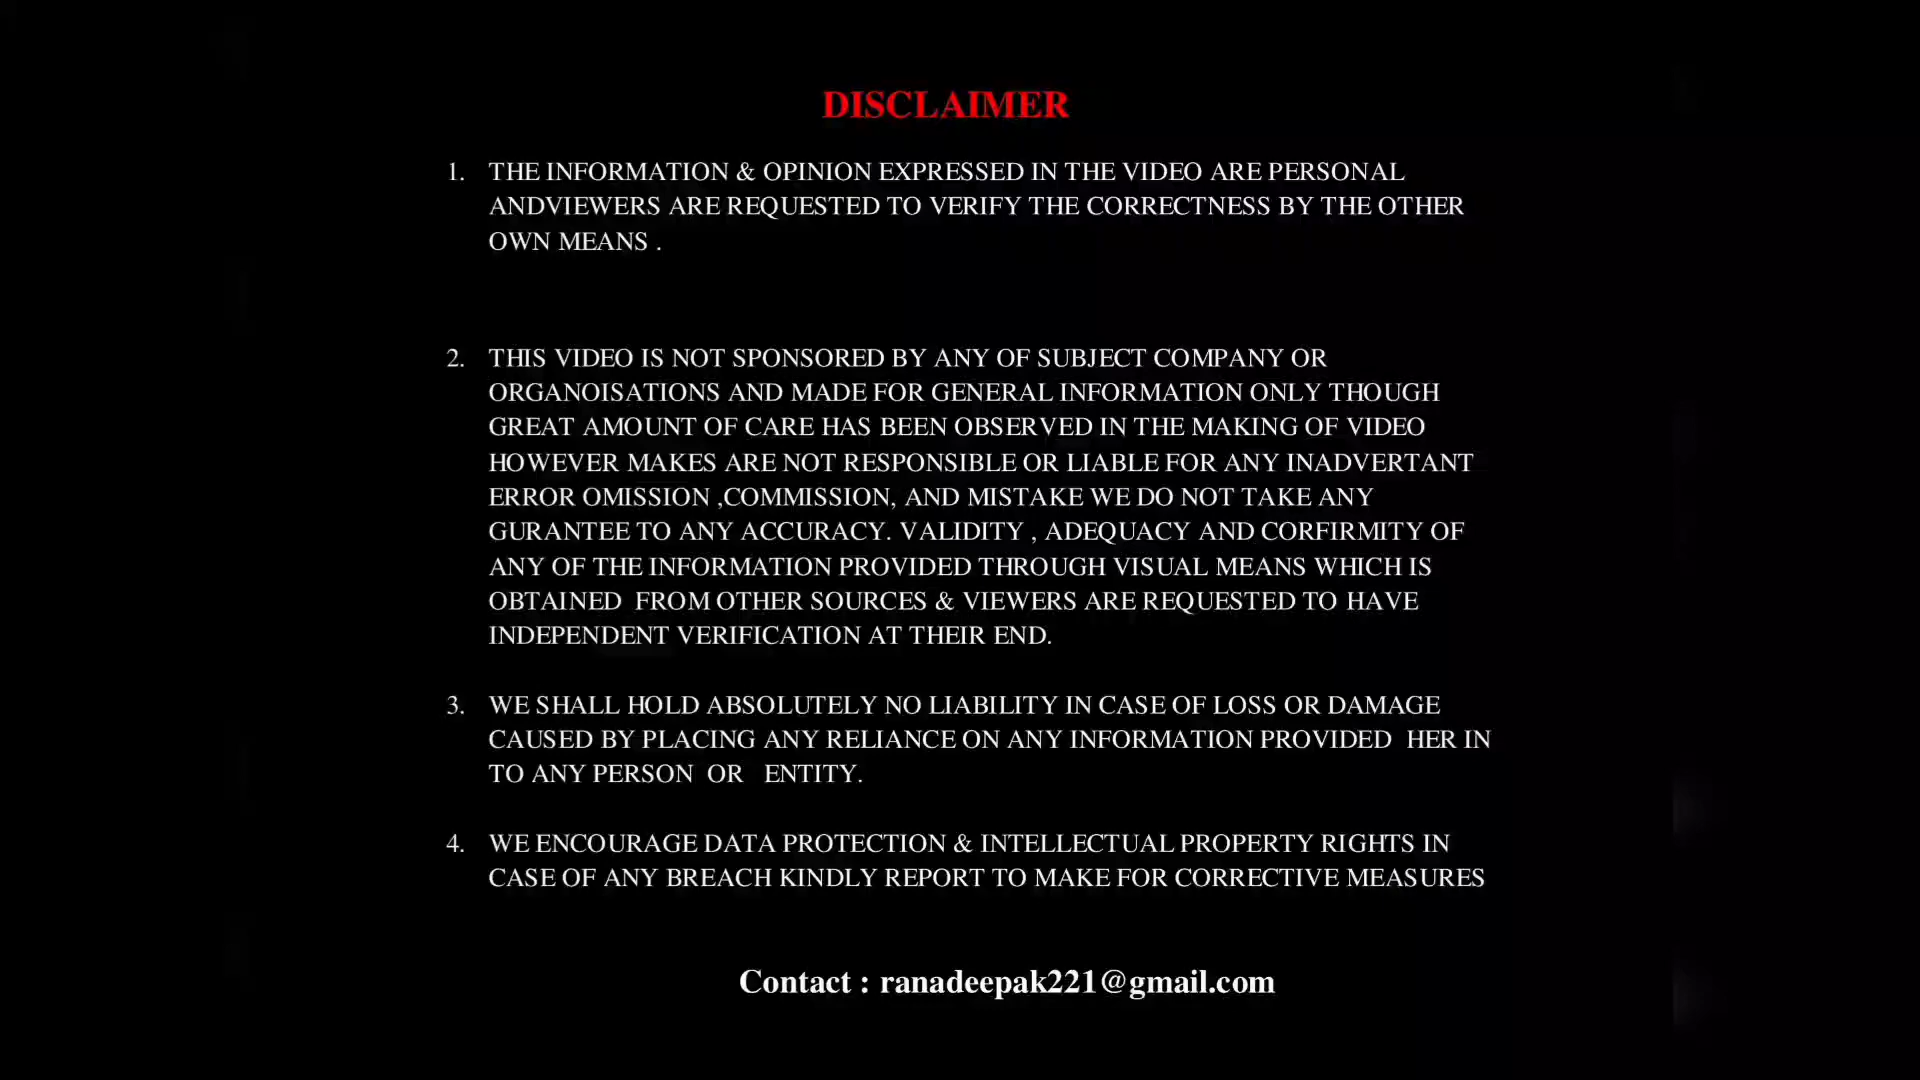 DISCLAIMER
1. THE INFORMATION & OPINION EXPRESSED IN THE VIDEO ARE PERSONAL
ANDVIEWERS ARE REQUESTED TO VERIFY THE CORRECTNESS BY THE OTHER
OWN MEANS .
2. THIS VIDEO IS NOT SPONSORED BY ANY OF SUBJECT COMPANY OR
ORGANOISATIONS AND MADE FOR GENERAL INFORMATION ONLY THOUGH
GREAT AMOUNT OF CARE HAS BEEN OBSERVED IN THE MAKING OF VIDEO
HOWEVER MAKES ARE NOT RESPONSIBLE OR LIABLE FOR ANY INADVERTANT
ERROR OMISSION ,COMMISSION, AND MISTAKE WE DO NOT TAKE ANY
GURANTEE TO ANY ACCURACY. VALIDITY , ADEQUACY AND CORFIRMITY OF
ANY OF THE INFORMATION PROVIDED THROUGH VISUAL MEANS WHICH IS
OBTAINED FROM OTHER SOURCES & VIEWERS ARE REQUESTED TO HAVE
INDEPENDENT VERIFICATION AT THEIR END.
3. WE SHALL HOLD ABSOLUTELY NO LIABILITY IN CASE OF LOSS OR DAMAGE
CAUSED BY PLACING ANY RELIANCE ON ANY INFORMATION PROVIDED HER IN
TO ANY PERSON OR ENTITY.
4. WE ENCOURAGE DATA PROTECTION & INTELLECTUAL PROPERTY RIGHTS IN
CASE OF ANY BREACH KINDLY REPORT TO MAKE FOR CORRECTIVE MEASURES
Contact : ranadeepak221@gmail.com